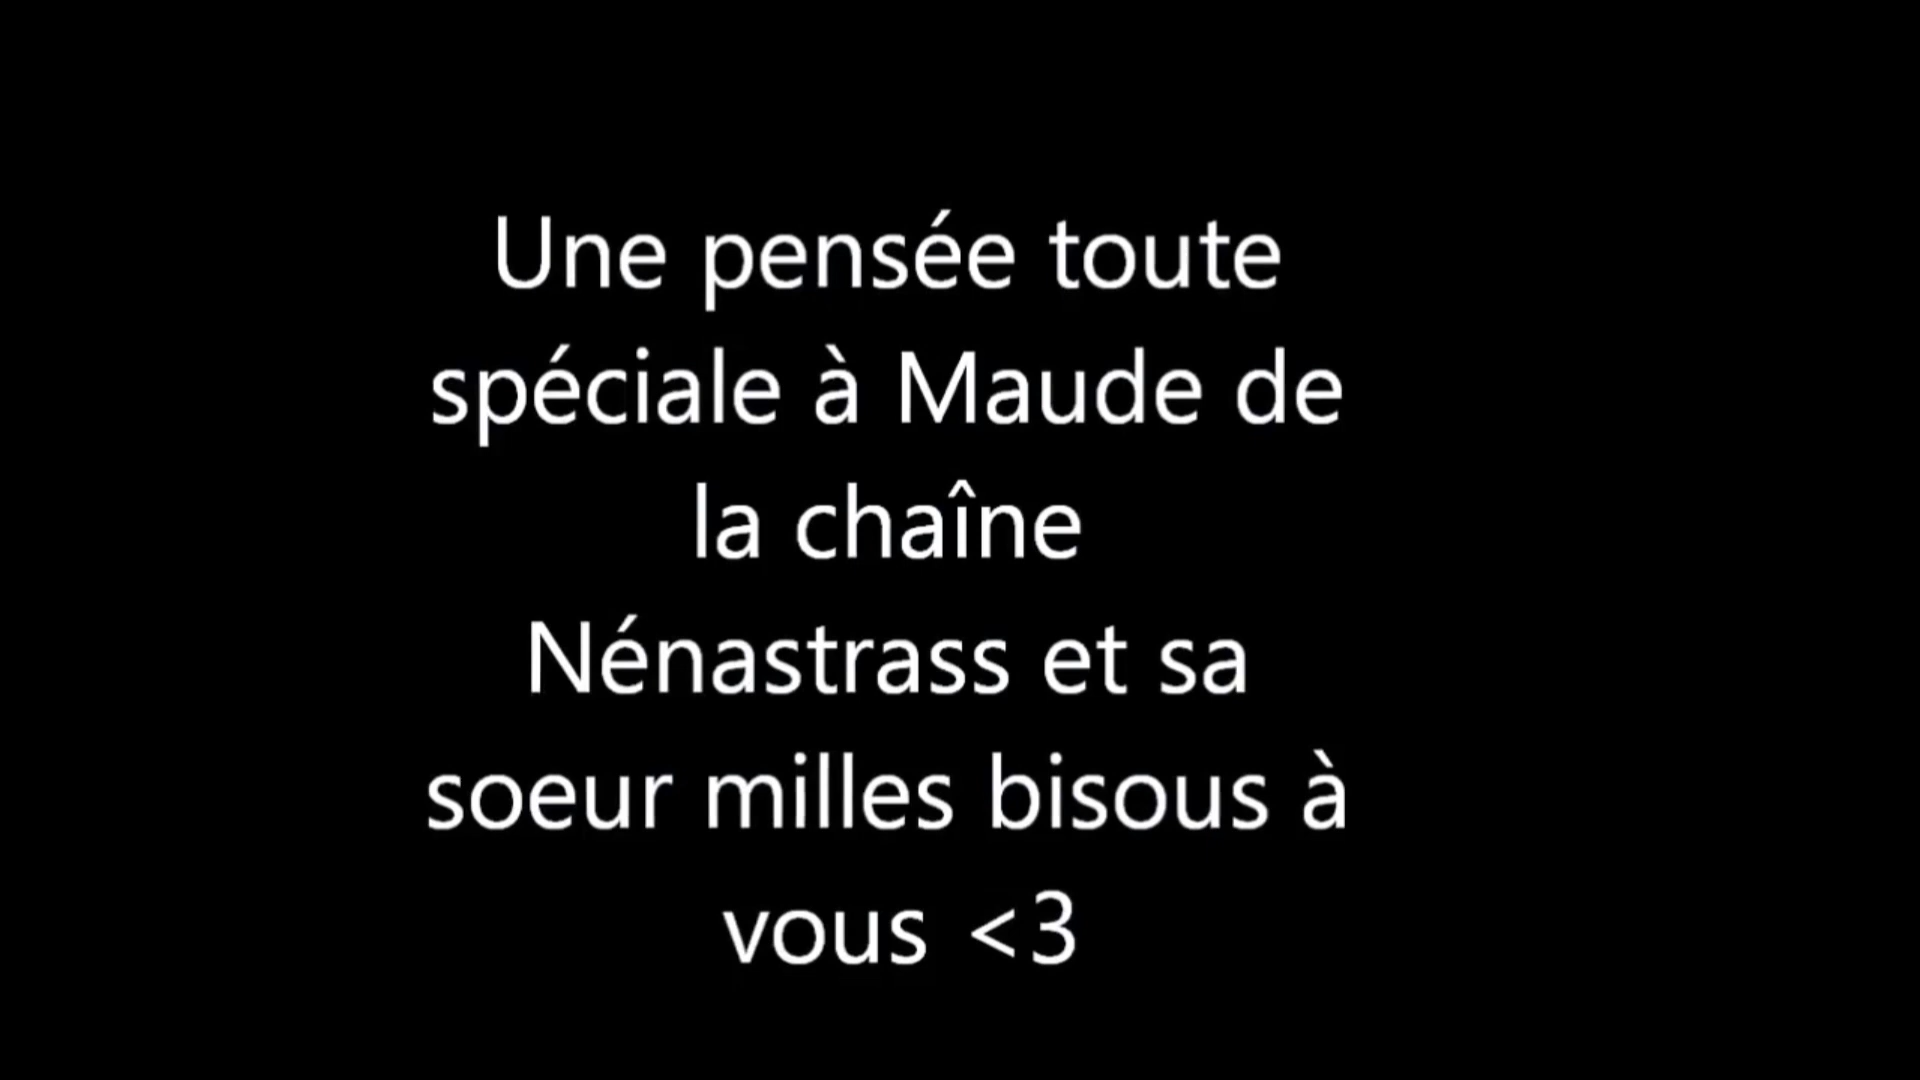 Une pensée toute
spéciale à Maude de
la chaîne
Nénastrass et sa
soeur milles bisous à
vous <3